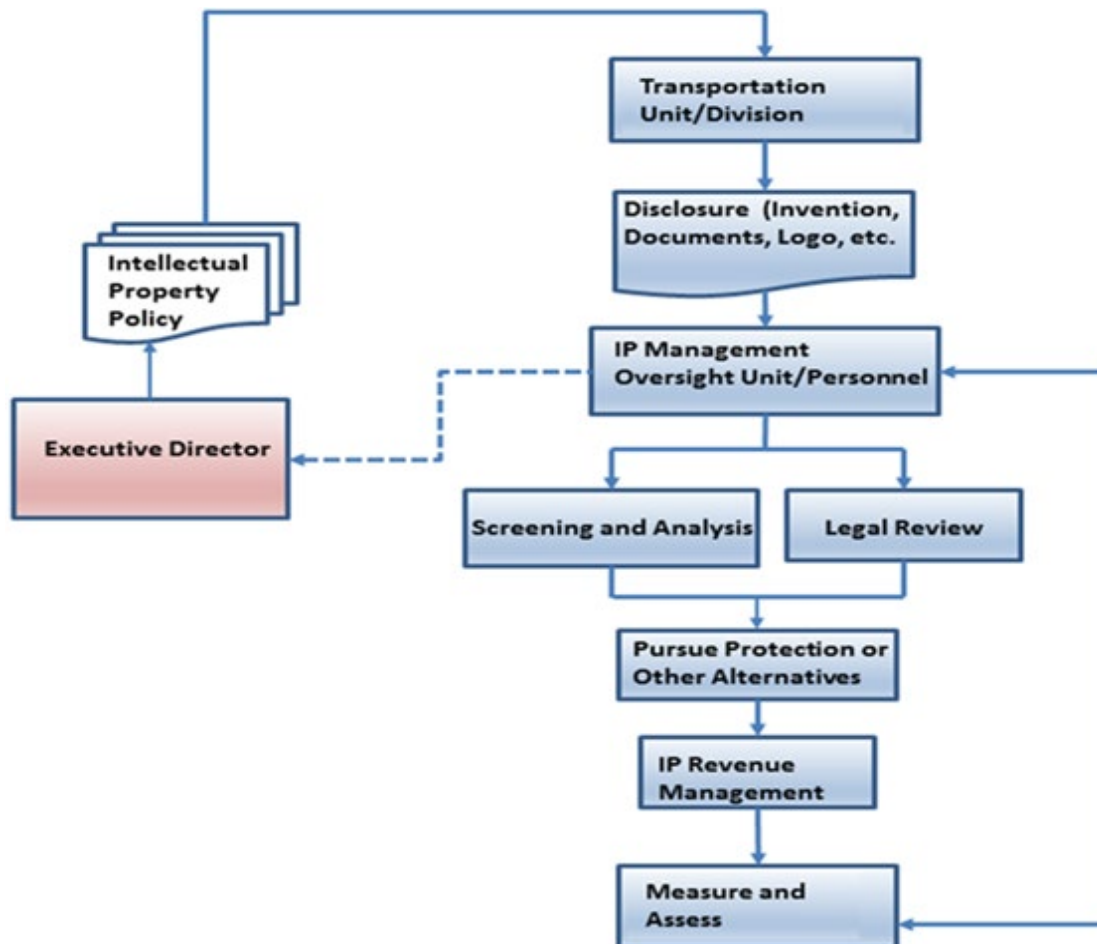 Transportation
Unit/Division
Disclosure (Invention,
Documents, Logo, etc.
Intellectual
Property
Policy
IP Management
Oversight Unit/Personnel
Executive Director
Screening and Analysis
Legal Review
Pursue Protection or
Other Alternatives
IP Revenue
Management
Measure and
Assess